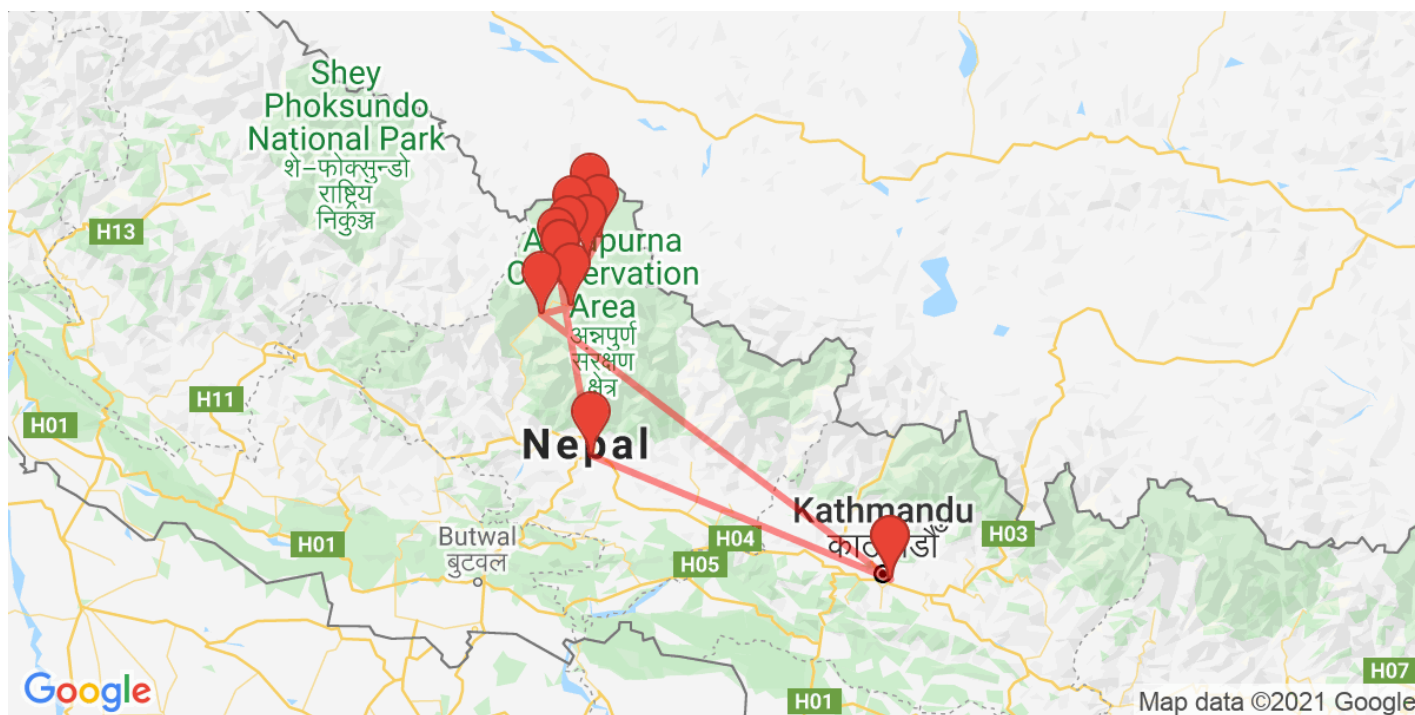 Shey
Phoksundo
National Park
शे-फोक्सुन्डो
राष्ट्रिय
निकुञ्ज
H13
Conservation
Area
अन्नपुर्ण
संरक्षण
क्षेत्र
H11
H01
Nepal
Kathmandu
H03
H04
Butwal
बुटवल
H01
H05
H07
H01
Google
Map data ©2021 Google